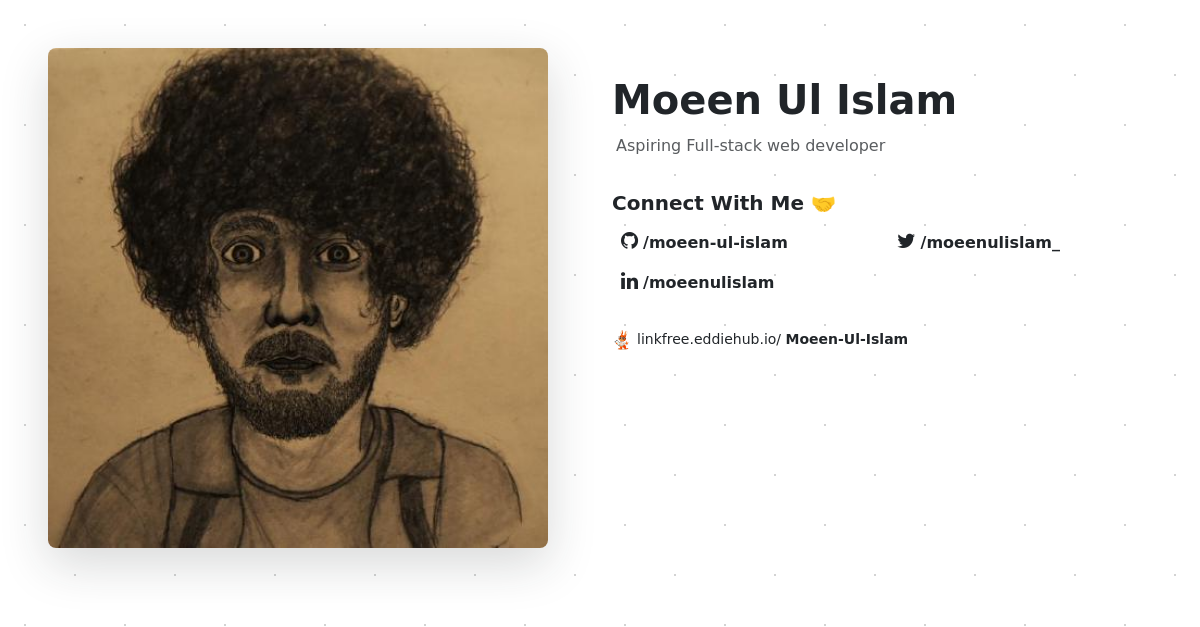 Moeen Ul Islam
Aspiring Full-stack web developer
Connect With Me 🤝
/moeen-ul-islam
/moeenulislam_
/moeenulislam
linkfree.eddiehub.io/ Moeen-Ul-Islam